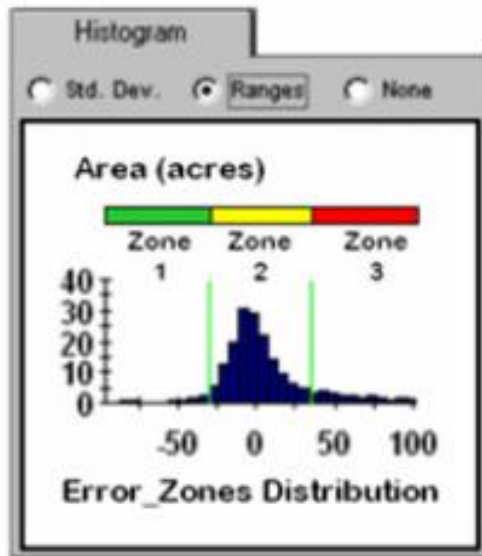 Histogram
Std. Dev. Ranges None
Area (acres)
Zone Zone Zone
1 2 3
40
30
20
10
0
-50 0 50 100
Error_Zones Distribution